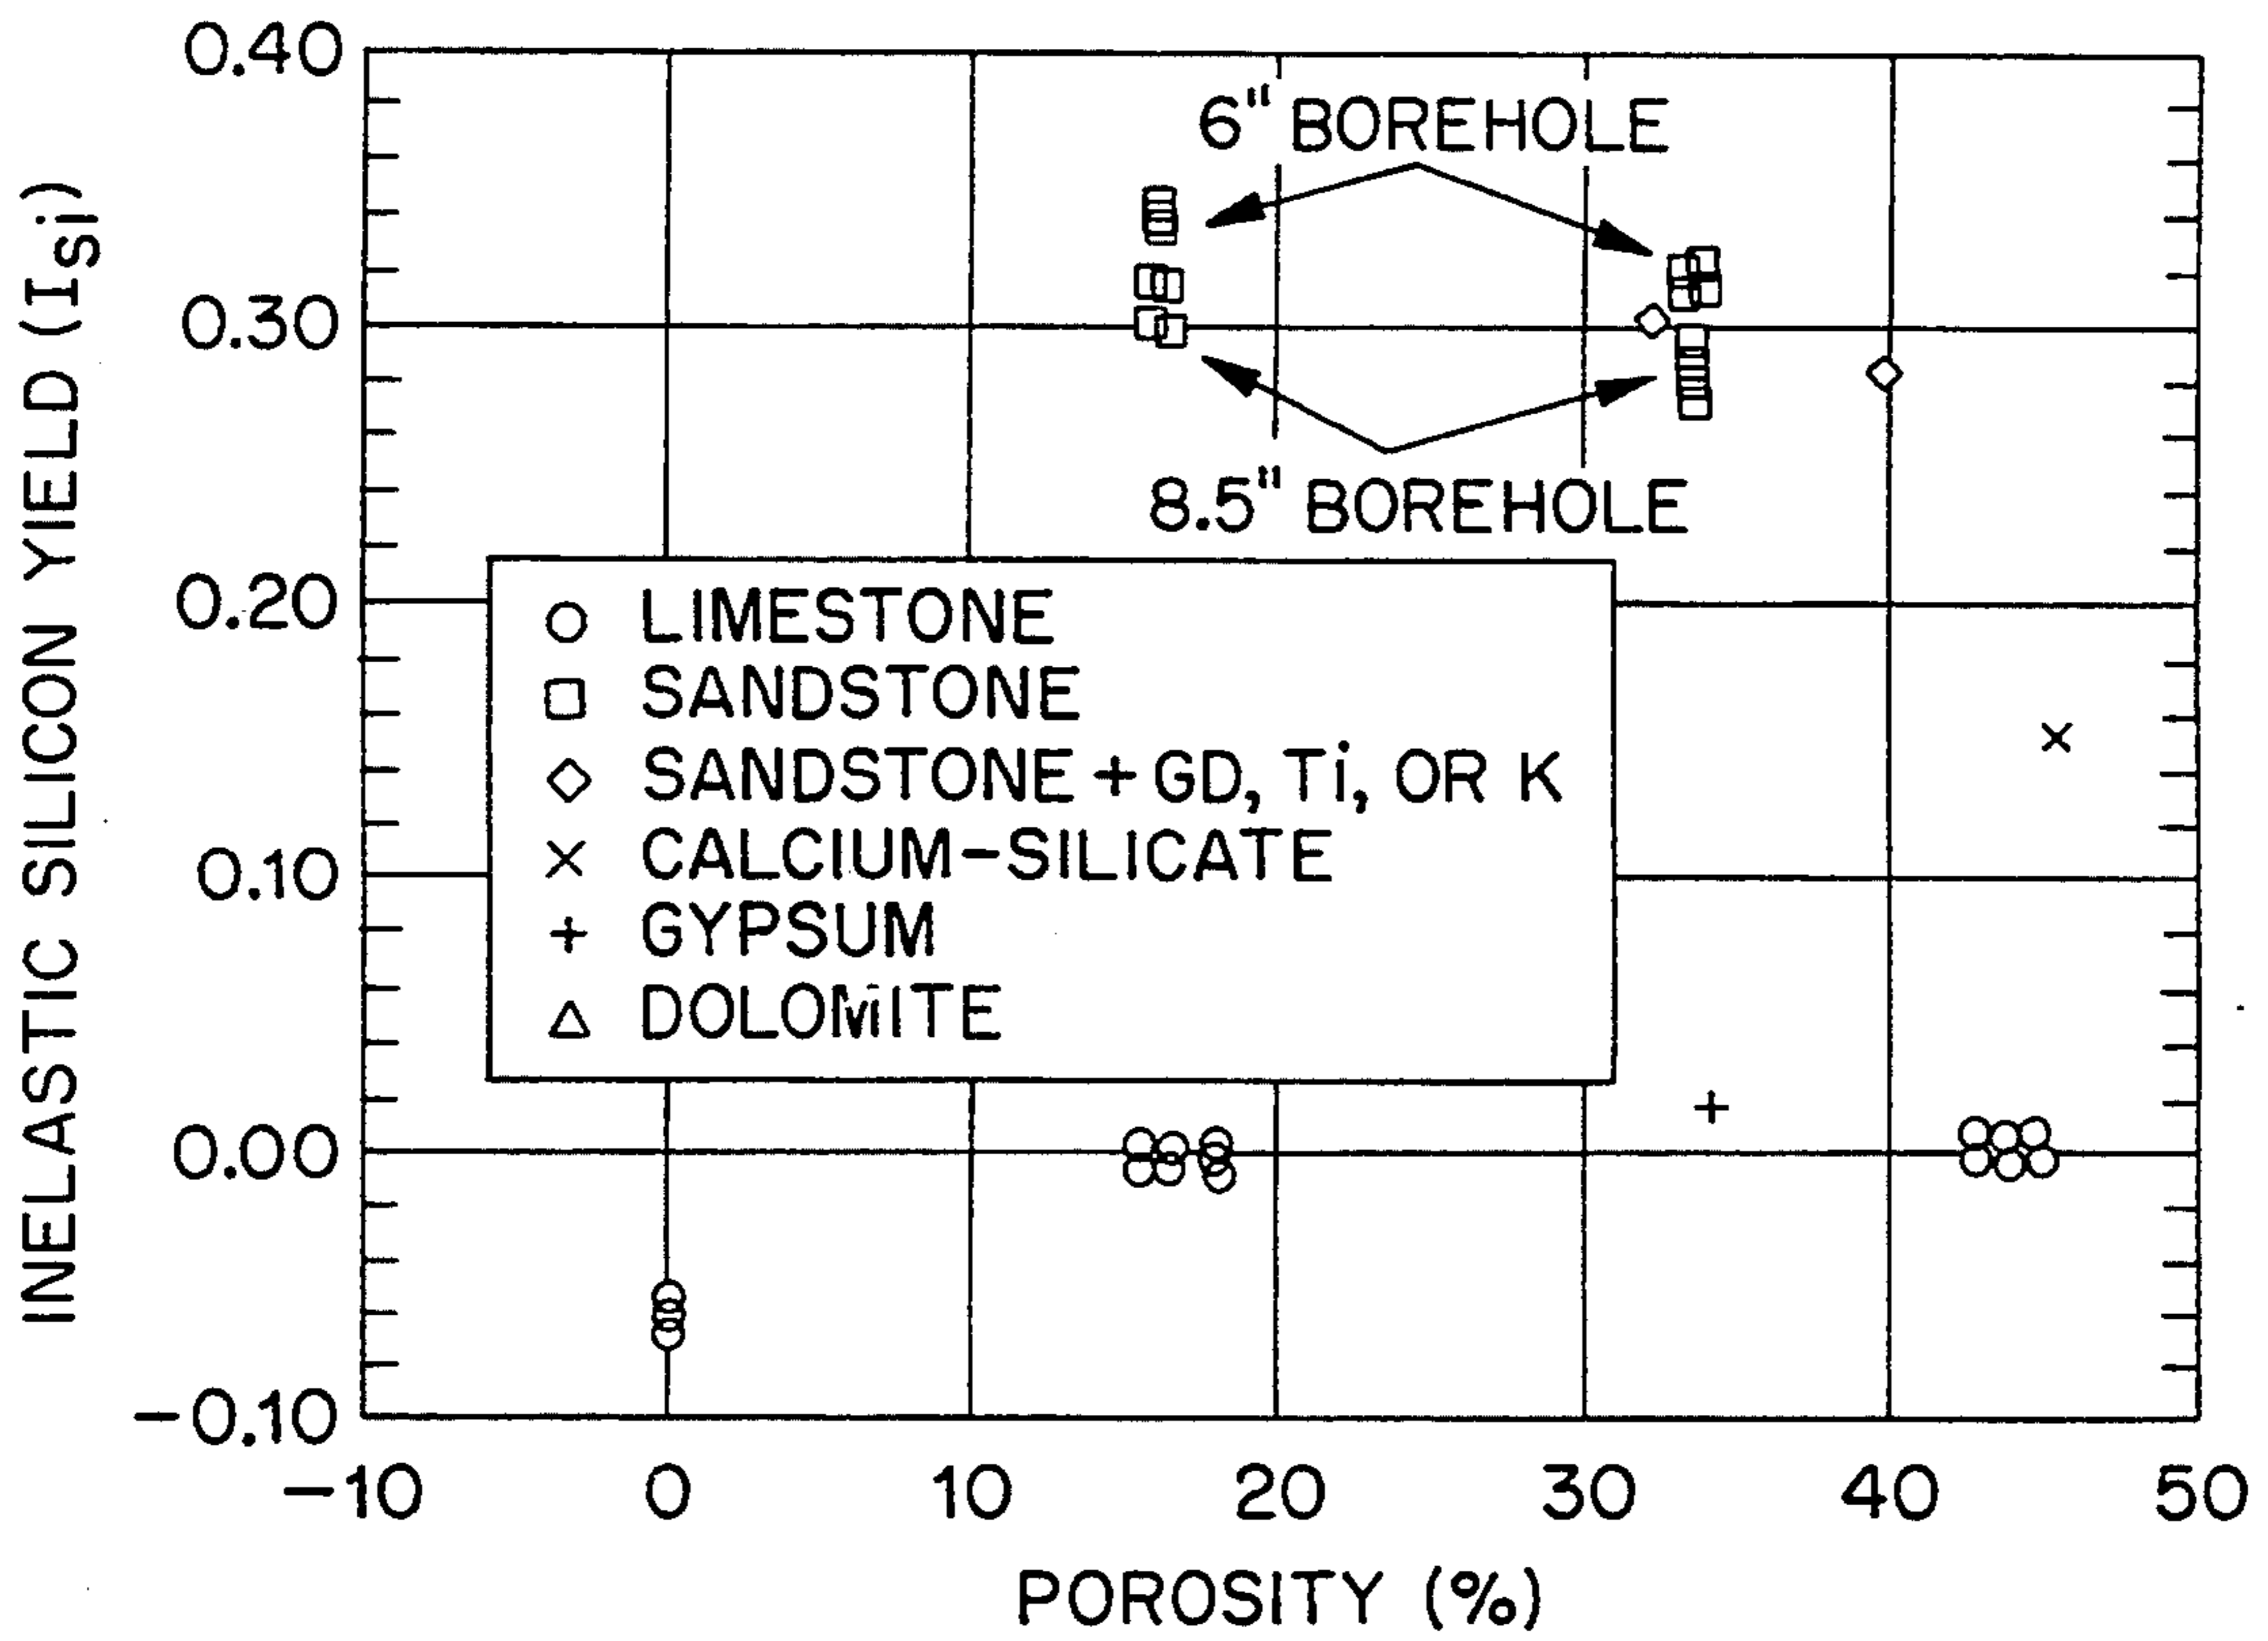 INELASTIC SILICON YIELD (Isi)
0.40
0.30
0.20
0.10
0.00
−0.10
6" BOREHOLE
8.5" BOREHOLE
LIMESTONE
SANDSTONE
SANDSTONE + GD, Ti, OR K
CALCIUM-SILICATE
GYPSUM
DOLOMITE
−10 0 10 20 30 40 50
POROSITY (%)